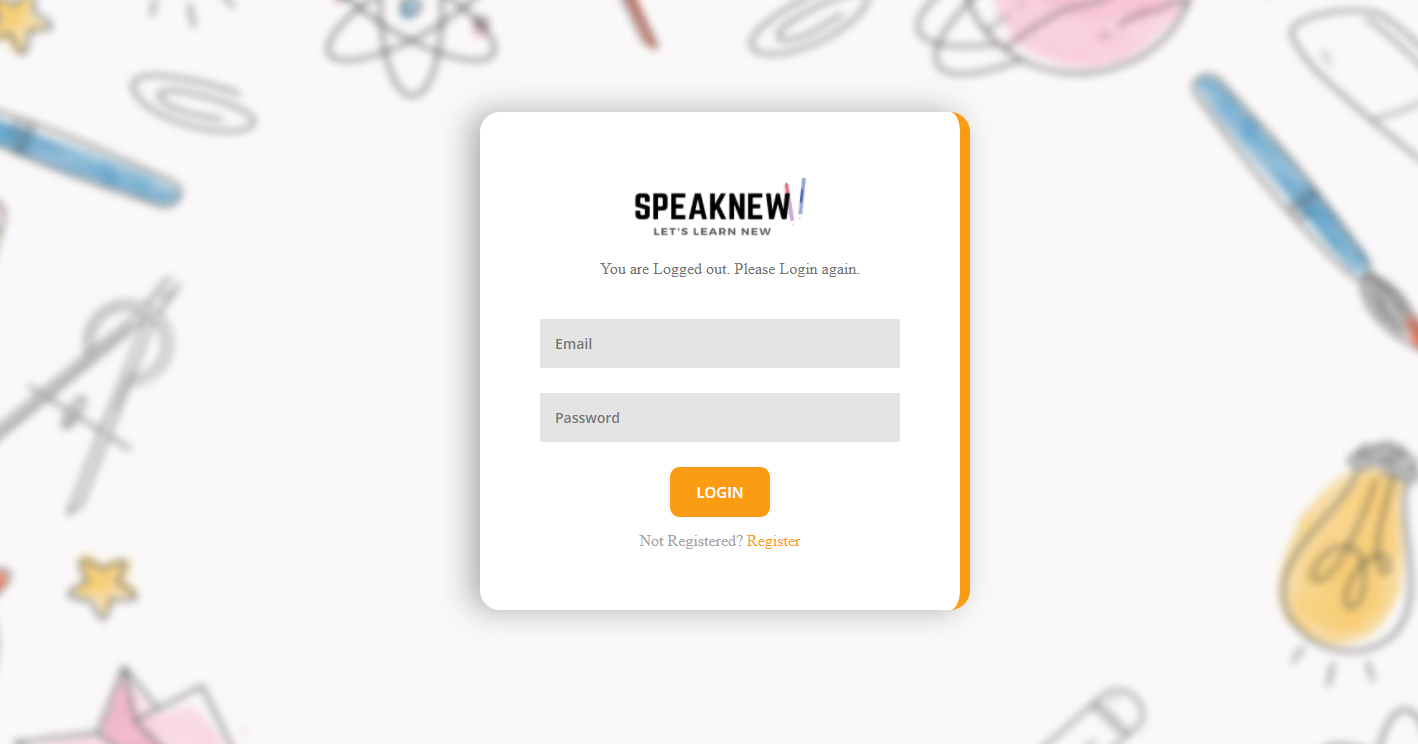 SPEAKNEW
LET'S LEARN NEW
You are Logged out. Please Login again.
Email
Password
LOGIN
Not Registered? Register